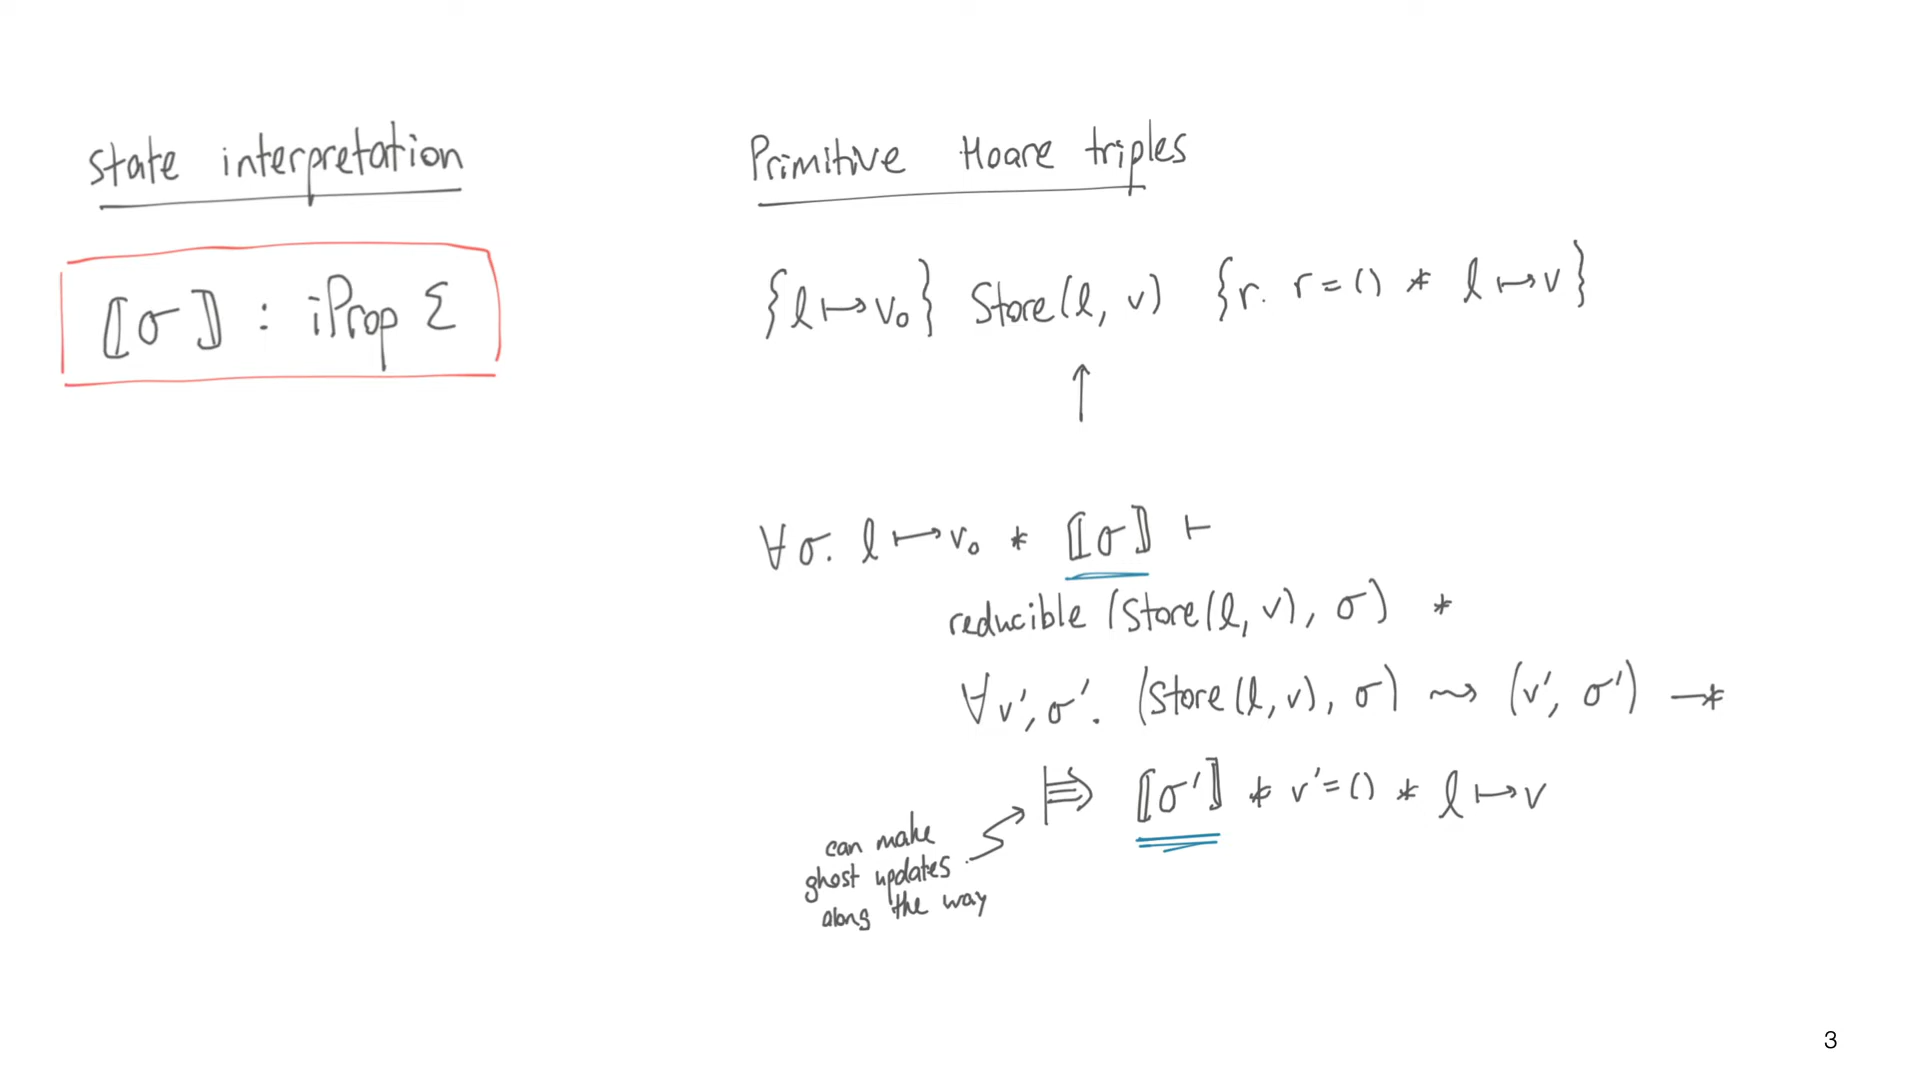 State interpretation
⟦σ⟧ : iProp Σ
Primitive Hoare triples
{l ↦ v₀} Store(l, v) {r. r = () * l ↦ v}
↑
∀ σ. l ↦ v₀ * ⟦σ⟧ ⊢
reducible (Store(l, v), σ) *
∀ v', σ'. (Store(l, v), σ) ⇝ (v', σ') -*
|≡> ⟦σ'⟧ * v' = () * l ↦ v
can make
ghost updates
along the way
3